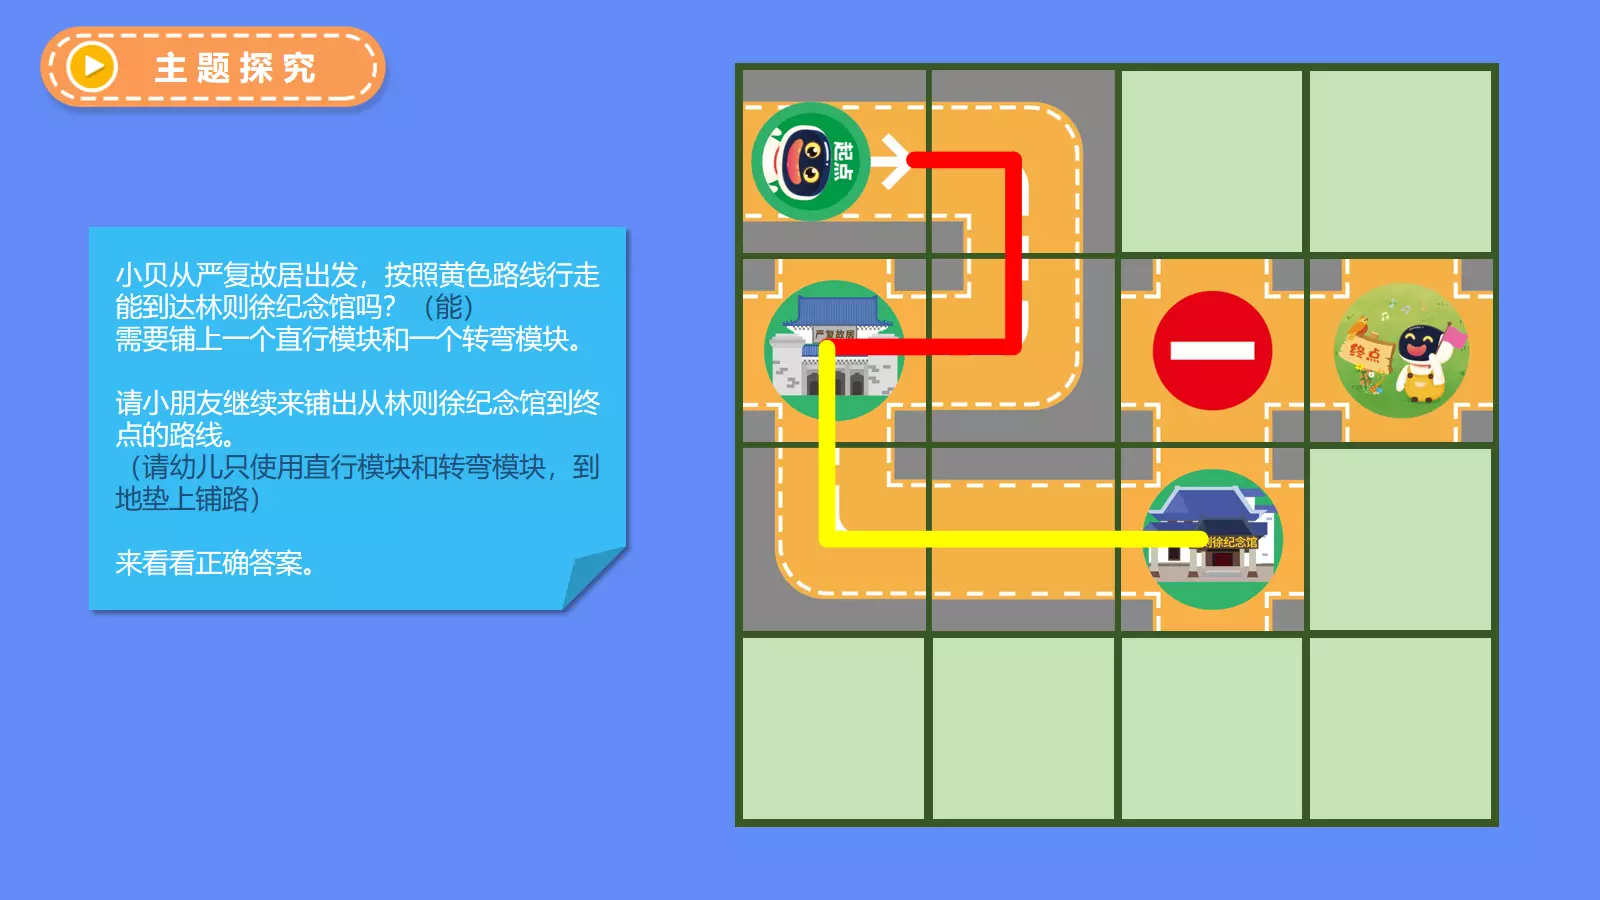 主题探究
小贝从严复故居出发，按照黄色路线行走
能到达林则徐纪念馆吗？（能）
需要铺上一个直行模块和一个转弯模块。
请小朋友继续来铺出从林则徐纪念馆到终
点的路线。
（请幼儿只使用直行模块和转弯模块，到
地垫上铺路）
来看看正确答案。
起点
严复故居
终点
则徐纪念馆